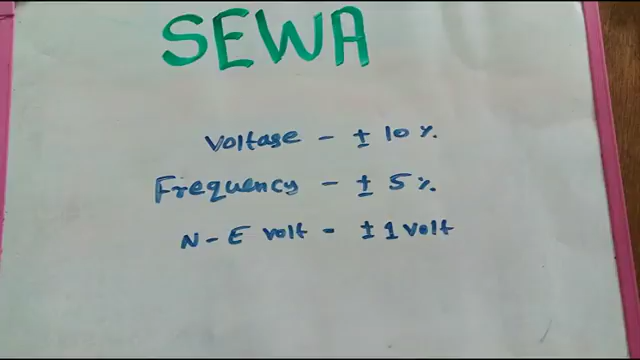 SEWA
Voltase - ± 10 %.
Frequency - ± 5 %.
N - E volt - ± 1 volt